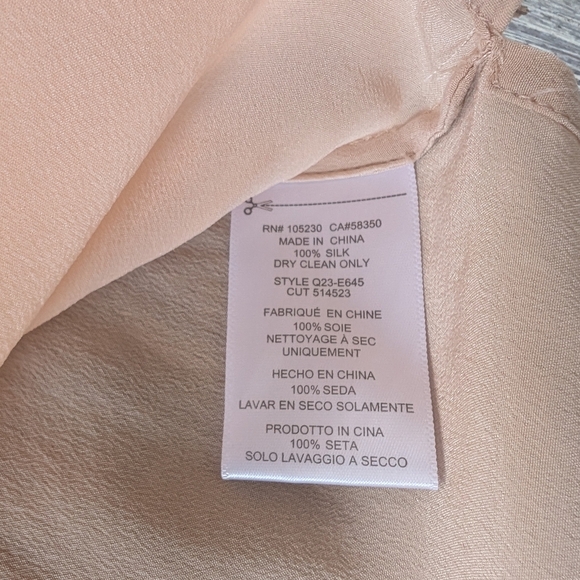 RN# 105230 CA#58350
MADE IN CHINA
100% SILK
DRY CLEAN ONLY
STYLE Q23-E645
CUT 514523
FABRIQUÉ EN CHINE
100% SOIE
NETTOYAGE À SEC
UNIQUEMENT
HECHO EN CHINA
100% SEDA
LAVAR EN SECO SOLAMENTE
PRODOTTO IN CINA
100% SETA
SOLO LAVAGGIO A SECCO